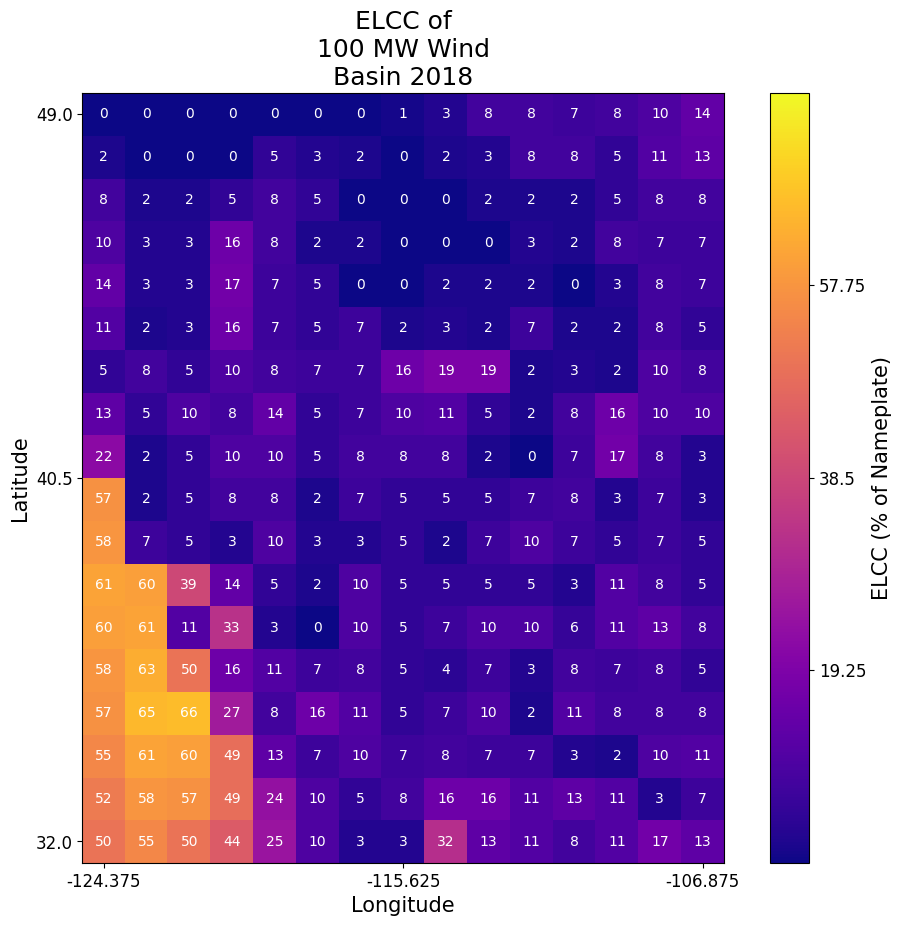 ELCC of
100 MW Wind
Basin 2018
49.0 0 0 0 0 0 0 0 1 3 8 8 7 8 10 14
2 0 0 0 5 3 2 0 2 3 8 8 5 11 13
8 2 2 5 8 5 0 0 0 2 2 2 5 8 8
10 3 3 16 8 2 2 0 0 0 3 2 8 7 7
14 3 3 17 7 5 0 0 2 2 2 0 3 8 7
57.75
11 2 3 16 7 5 7 2 3 2 7 2 2 8 5
5 8 5 10 8 7 7 16 19 19 2 3 2 10 8
13 5 10 8 14 5 7 10 11 5 2 8 16 10 10
22 2 5 10 10 5 8 8 8 2 0 7 17 8 3
40.5
38.5
57 2 5 8 8 2 7 5 5 5 7 8 3 7 3
58 7 5 3 10 3 3 5 2 7 10 7 5 7 5
61 60 39 14 5 2 10 5 5 5 5 3 11 8 5
60 61 11 33 3 0 10 5 7 10 10 6 11 13 8
58 63 50 16 11 7 8 5 4 7 3 8 7 8 5
19.25
57 65 66 27 8 16 11 5 7 10 2 11 8 8 8
55 61 60 49 13 7 10 7 8 7 7 3 2 10 11
52 58 57 49 24 10 5 8 16 16 11 13 11 3 7
32.0 50 55 50 44 25 10 3 3 32 13 11 8 11 17 13
-124.375 -115.625 -106.875
Longitude
Latitude
ELCC (% of Nameplate)